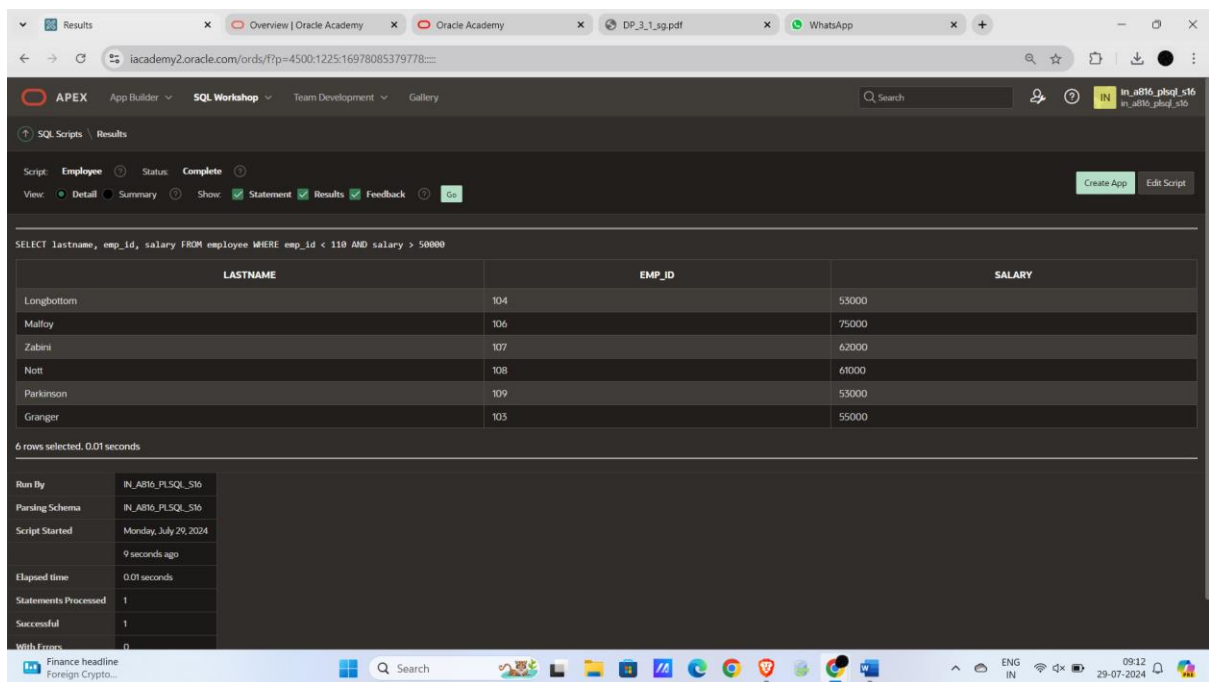 Results
Overview | Oracle Academy
Oracle Academy
DP_3_1_sg.pdf
WhatsApp
iacademy2.oracle.com/ords/f?p=4500:1225:16978085379778:::::
APEX App Builder SQL Workshop Team Development Gallery
Search
IN
in_a816_plsql_s16
in_a816_plsql_s16
SQL Scripts \ Results
Script: Employee Status: Complete
View: Detail Summary Show: Statement Results Feedback Go
Create App Edit Script
SELECT lastname, emp_id, salary FROM employee WHERE emp_id < 110 AND salary > 50000
LASTNAME EMP_ID SALARY
Longbottom 104 53000
Malfoy 106 75000
Zabini 107 62000
Nott 108 61000
Parkinson 109 53000
Granger 103 55000
6 rows selected. 0.01 seconds
Run By IN_A816_PLSQL_S16
Parsing Schema IN_A816_PLSQL_S16
Script Started Monday, July 29, 2024
9 seconds ago
Elapsed time 0.01 seconds
Statements Processed 1
Successful 1
With Errors 0
Finance headline
Foreign Crypto...
Search
ENG
IN
09:12
29-07-2024